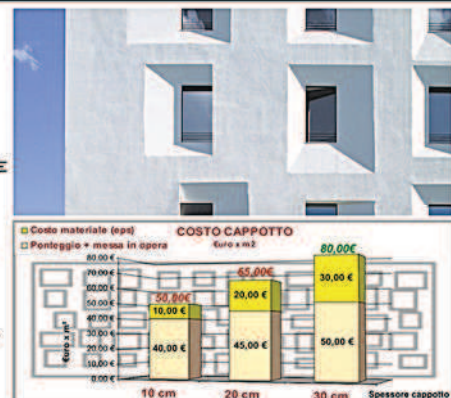 E
Costo materiale (eps)
Ponteggio + messa in opera
COSTO CAPPOTTO
€uro x m2
80,00 €
70,00 €
60,00 €
50,00 €
40,00 €
30,00 €
20,00 €
10,00 €
0,00 €
€uro x m²
50,00€
10,00 €
40,00 €
65,00€
20,00 €
45,00 €
80,00€
30,00 €
50,00 €
10 cm
20 cm
30 cm
Spessore cappotto